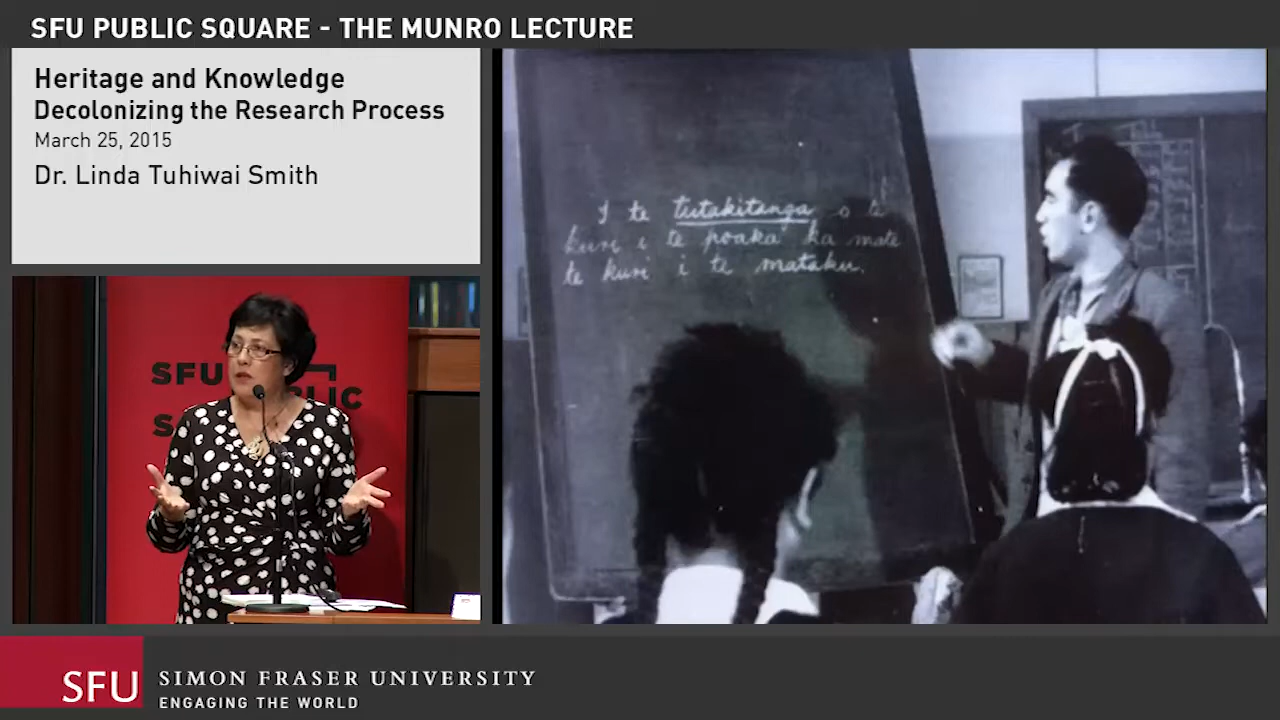 SFU PUBLIC SQUARE - THE MUNRO LECTURE
Heritage and Knowledge
Decolonizing the Research Process
March 25, 2015
Dr. Linda Tuhiwai Smith
SFU
PUBLIC
I te tutakitanga o te
kuri i te poaka ka mate
te kuri i te mataku.
SFU
SIMON FRASER UNIVERSITY
ENGAGING THE WORLD